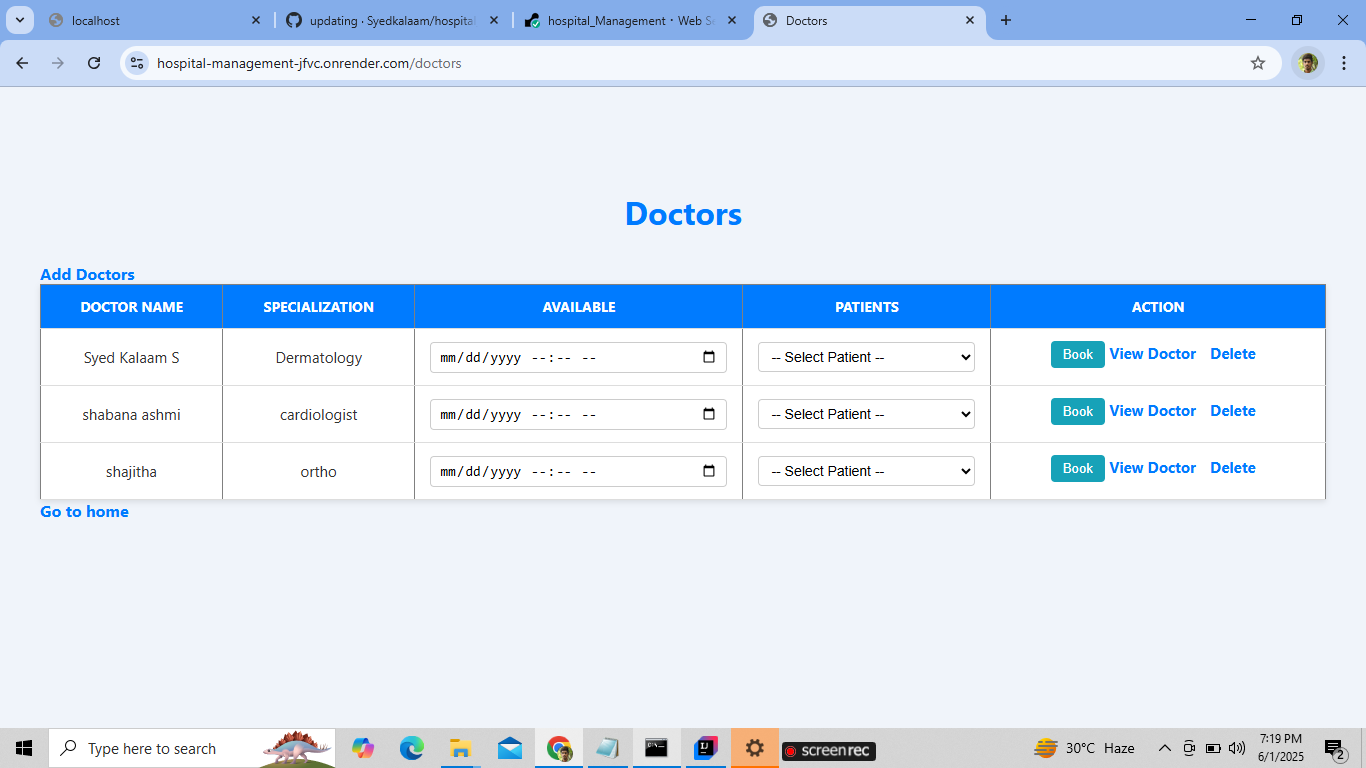 localhost
updating · Syedkalaam/hospital
hospital_Management · Web Se
Doctors
hospital-management-jfvc.onrender.com/doctors
Doctors
Add Doctors
DOCTOR NAME SPECIALIZATION AVAILABLE PATIENTS ACTION
Syed Kalaam S Dermatology mm/dd/yyyy --:-- -- -- Select Patient -- Book View Doctor Delete
shabana ashmi cardiologist mm/dd/yyyy --:-- -- -- Select Patient -- Book View Doctor Delete
shajitha ortho mm/dd/yyyy --:-- -- -- Select Patient -- Book View Doctor Delete
Go to home
Type here to search
screenrec
30°C Haze
7:19 PM
6/1/2025
2